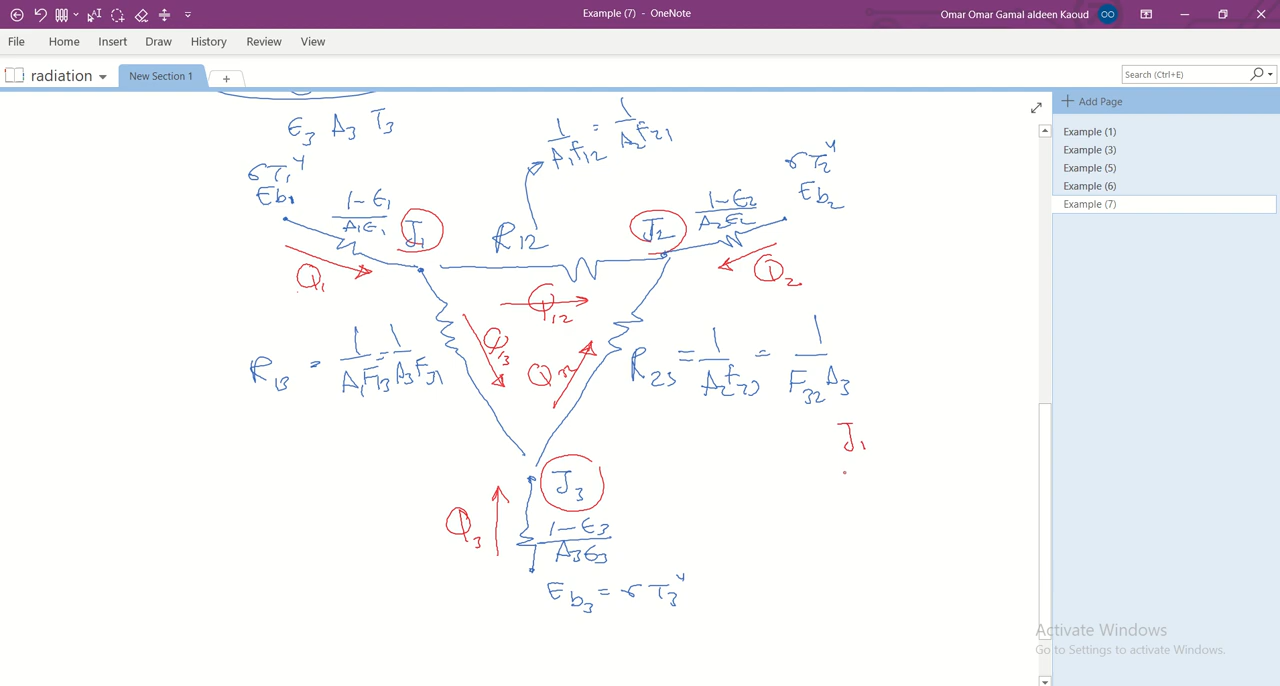 Example (7) - OneNote
Omar Omar Gamal aldeen Kaoud OO
File Home Insert Draw History Review View
radiation
New Section 1
+
Search (Ctrl+E)
Add Page
Example (1)
Example (3)
Example (5)
Example (6)
Example (7)
ϵ3 A3 T3
1/A1F12 = 1/A2F21
σT1^4
Eb1
1-ϵ1/A1ϵ1
J1
R12
J2
1-ϵ2/A2ϵ2
σT2^4
Eb2
Q1
Q12
Q2
R13 = 1/A1F13 = 1/A3F31
Q13
Q32
R23 = 1/A2F23 = 1/F32A3
J1
J3
Q3
1-ϵ3/A3ϵ3
Eb3 = σT3^4
Activate Windows
Go to Settings to activate Windows.